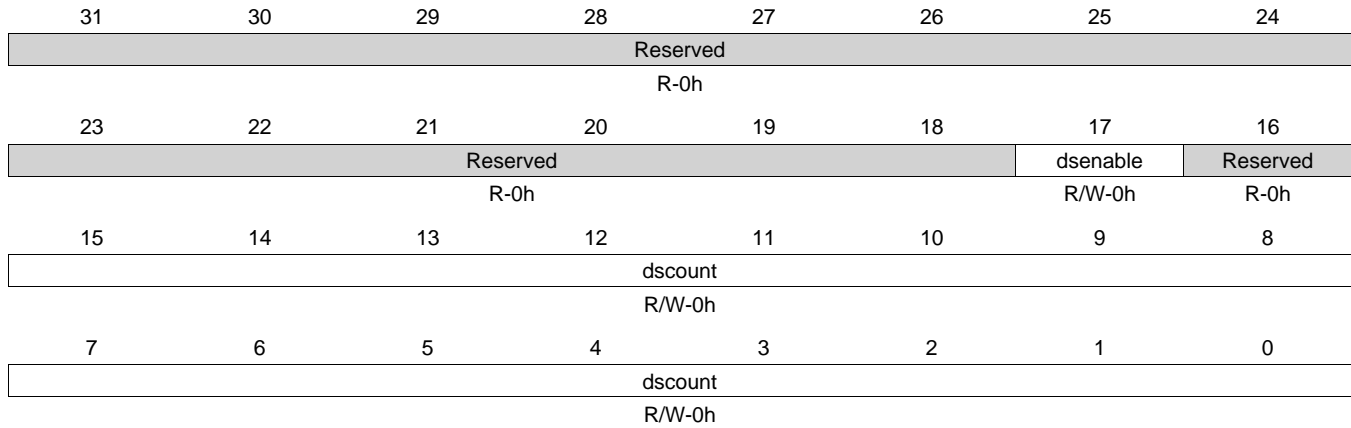 31 30 29 28 27 26 25 24
Reserved
R-0h
23 22 21 20 19 18 17 16
Reserved dsenable Reserved
R-0h R/W-0h R-0h
15 14 13 12 11 10 9 8
dscount
R/W-0h
7 6 5 4 3 2 1 0
dscount
R/W-0h